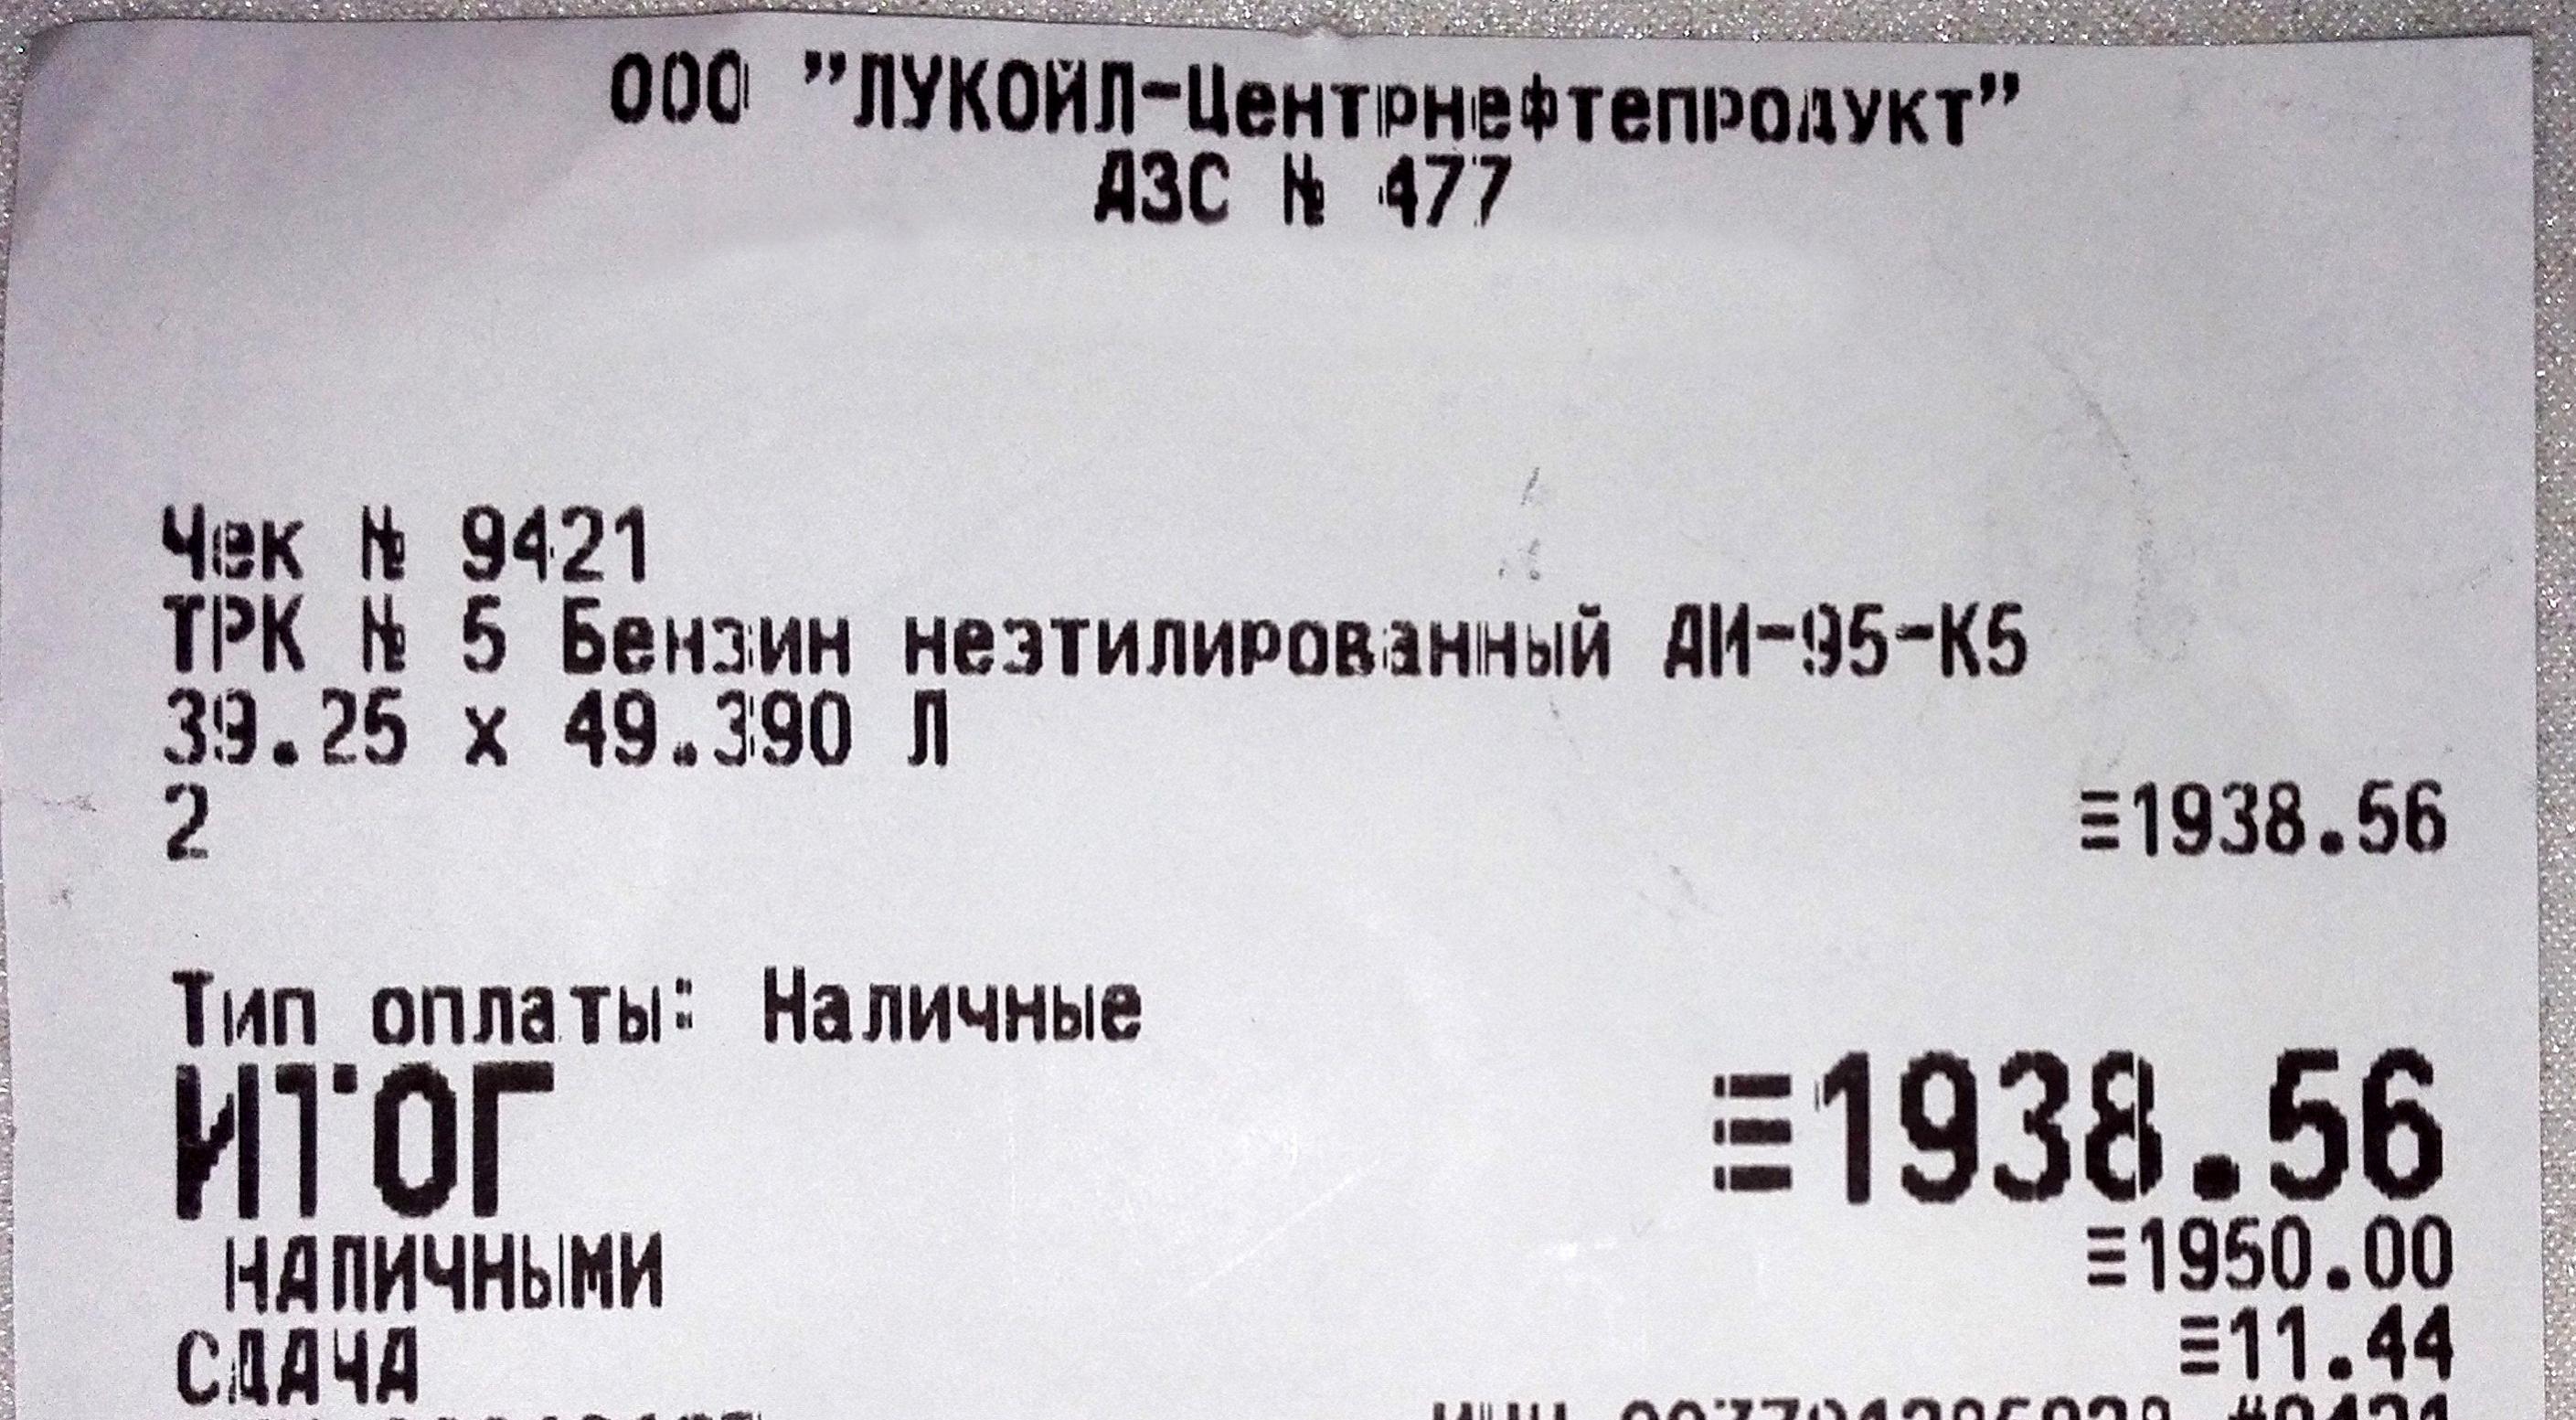 ООО "ЛУКОЙЛ-Центрнефтепродукт"
АЗС № 477
Чек № 9421
ТРК № 5 Бензин неэтилированный АИ-95-К5
39.25 x 49.390 Л
2 ≡1938.56
Тип оплаты: Наличные
ИТОГ ≡1938.56
НАЛИЧНЫМИ ≡1950.00
СДАЧА ≡11.44